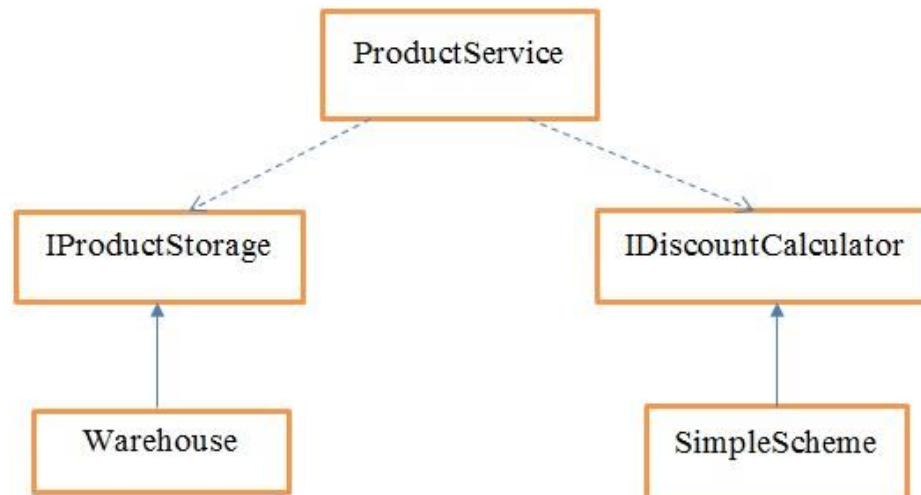 ProductService
IProductStorage
IDiscountCalculator
Warehouse
SimpleScheme